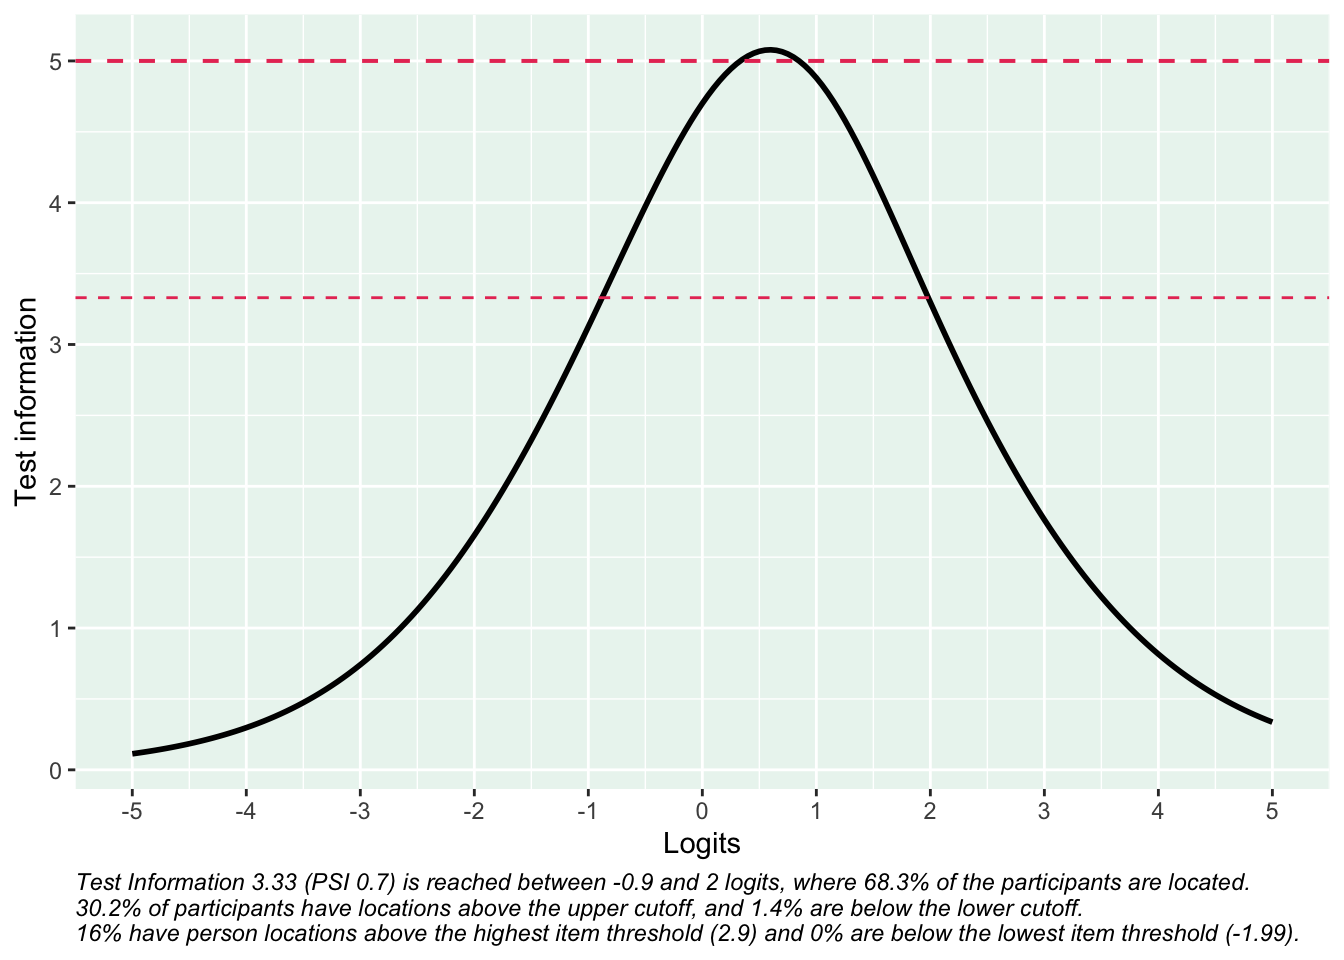 5
4
3
2
1
0
Test information
-5 -4 -3 -2 -1 0 1 2 3 4 5
Logits
Test Information 3.33 (PSI 0.7) is reached between -0.9 and 2 logits, where 68.3% of the participants are located.
30.2% of participants have locations above the upper cutoff, and 1.4% are below the lower cutoff.
16% have person locations above the highest item threshold (2.9) and 0% are below the lowest item threshold (-1.99).